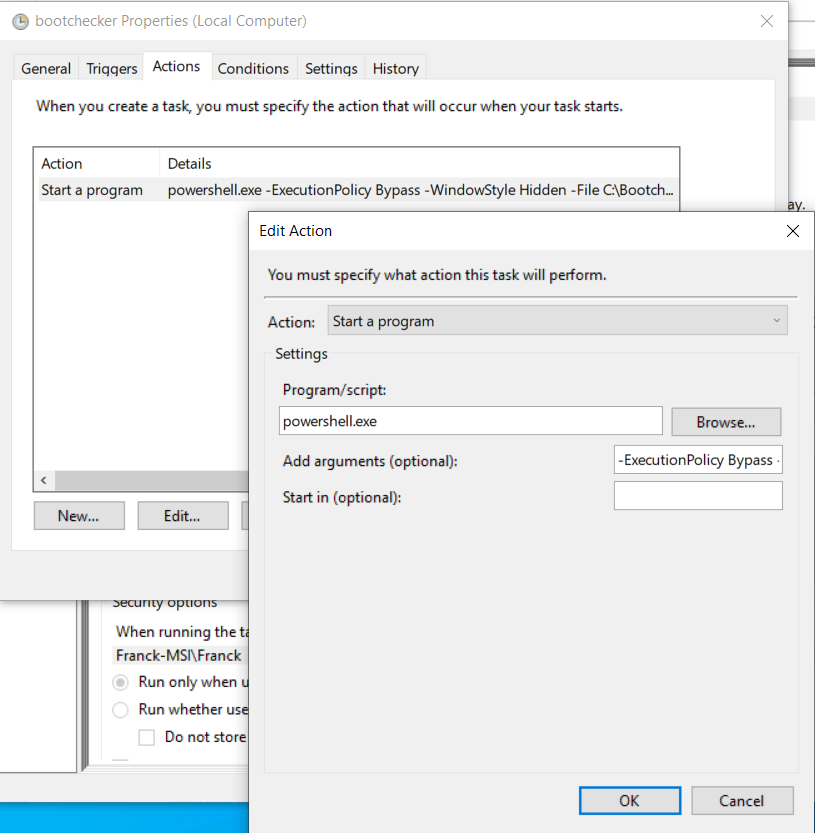 bootchecker Properties (Local Computer)
General Triggers Actions Conditions Settings History
When you create a task, you must specify the action that will occur when your task starts.
Action Details
Start a program powershell.exe -ExecutionPolicy Bypass -WindowStyle Hidden -File C:\Bootch...
ay.
Edit Action
You must specify what action this task will perform.
Action: Start a program
Settings
Program/script:
powershell.exe Browse...
Add arguments (optional): -ExecutionPolicy Bypass -
Start in (optional):
New... Edit...
Security options
When running the ta
Franck-MSI\Franck
Run only when u
Run whether use
Do not store
OK Cancel